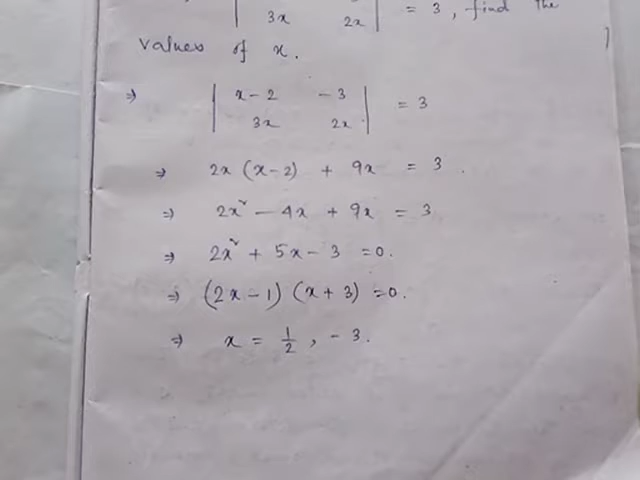 3x 2x = 3, find the
values of x.
⇒ | x-2 -3 | = 3
3x 2x
⇒ 2x (x-2) + 9x = 3.
⇒ 2x² - 4x + 9x = 3
⇒ 2x² + 5x - 3 = 0.
⇒ (2x-1) (x+3) = 0.
⇒ x = 1/2, -3.